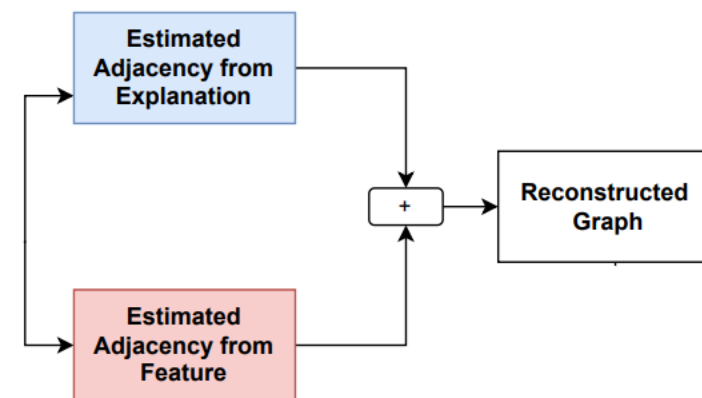 Estimated
Adjacency from
Explanation
+
Reconstructed
Graph
Estimated
Adjacency from
Feature